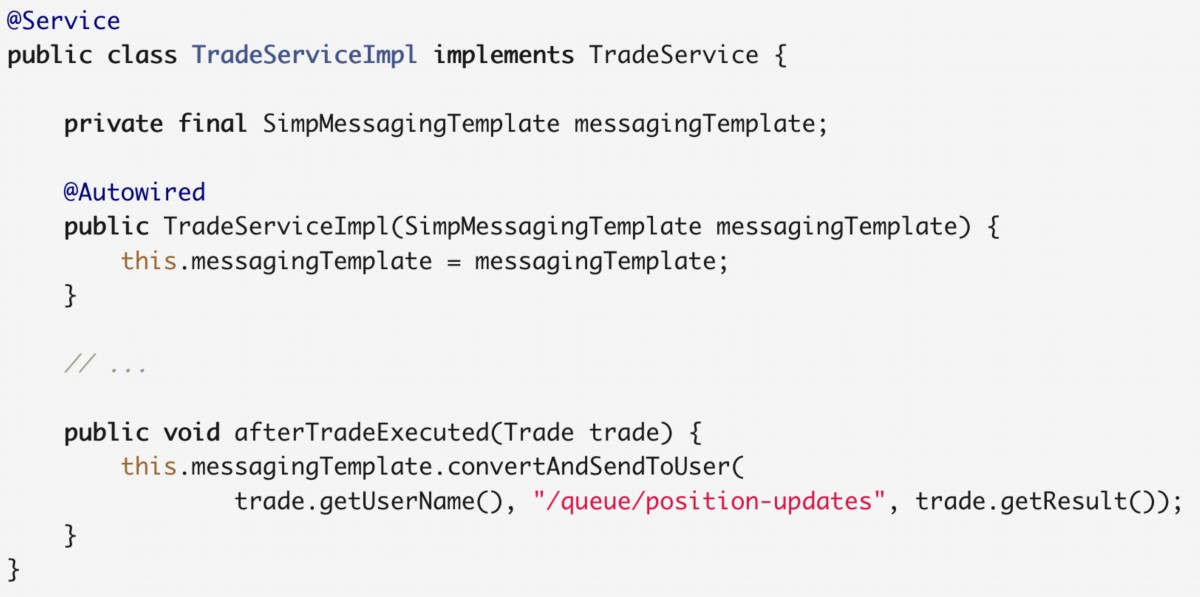 @Service
public class TradeServiceImpl implements TradeService {
private final SimpMessagingTemplate messagingTemplate;
@Autowired
public TradeServiceImpl(SimpMessagingTemplate messagingTemplate) {
this.messagingTemplate = messagingTemplate;
}
// ...
public void afterTradeExecuted(Trade trade) {
this.messagingTemplate.convertAndSendToUser(
trade.getUserName(), "/queue/position-updates", trade.getResult());
}
}